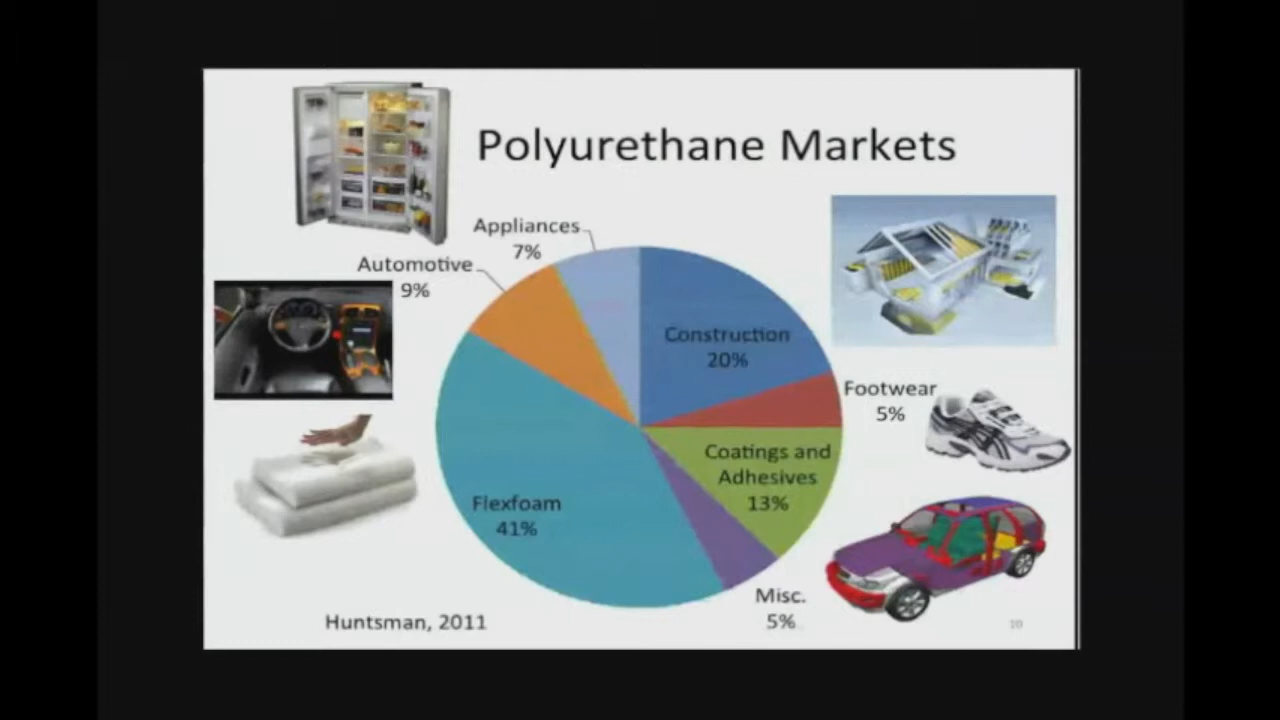 Polyurethane Markets
Appliances
7%
Automotive
9%
Construction
20%
Footwear
5%
Coatings and
Adhesives
13%
Flexfoam
41%
Misc.
5%
Huntsman, 2011
19